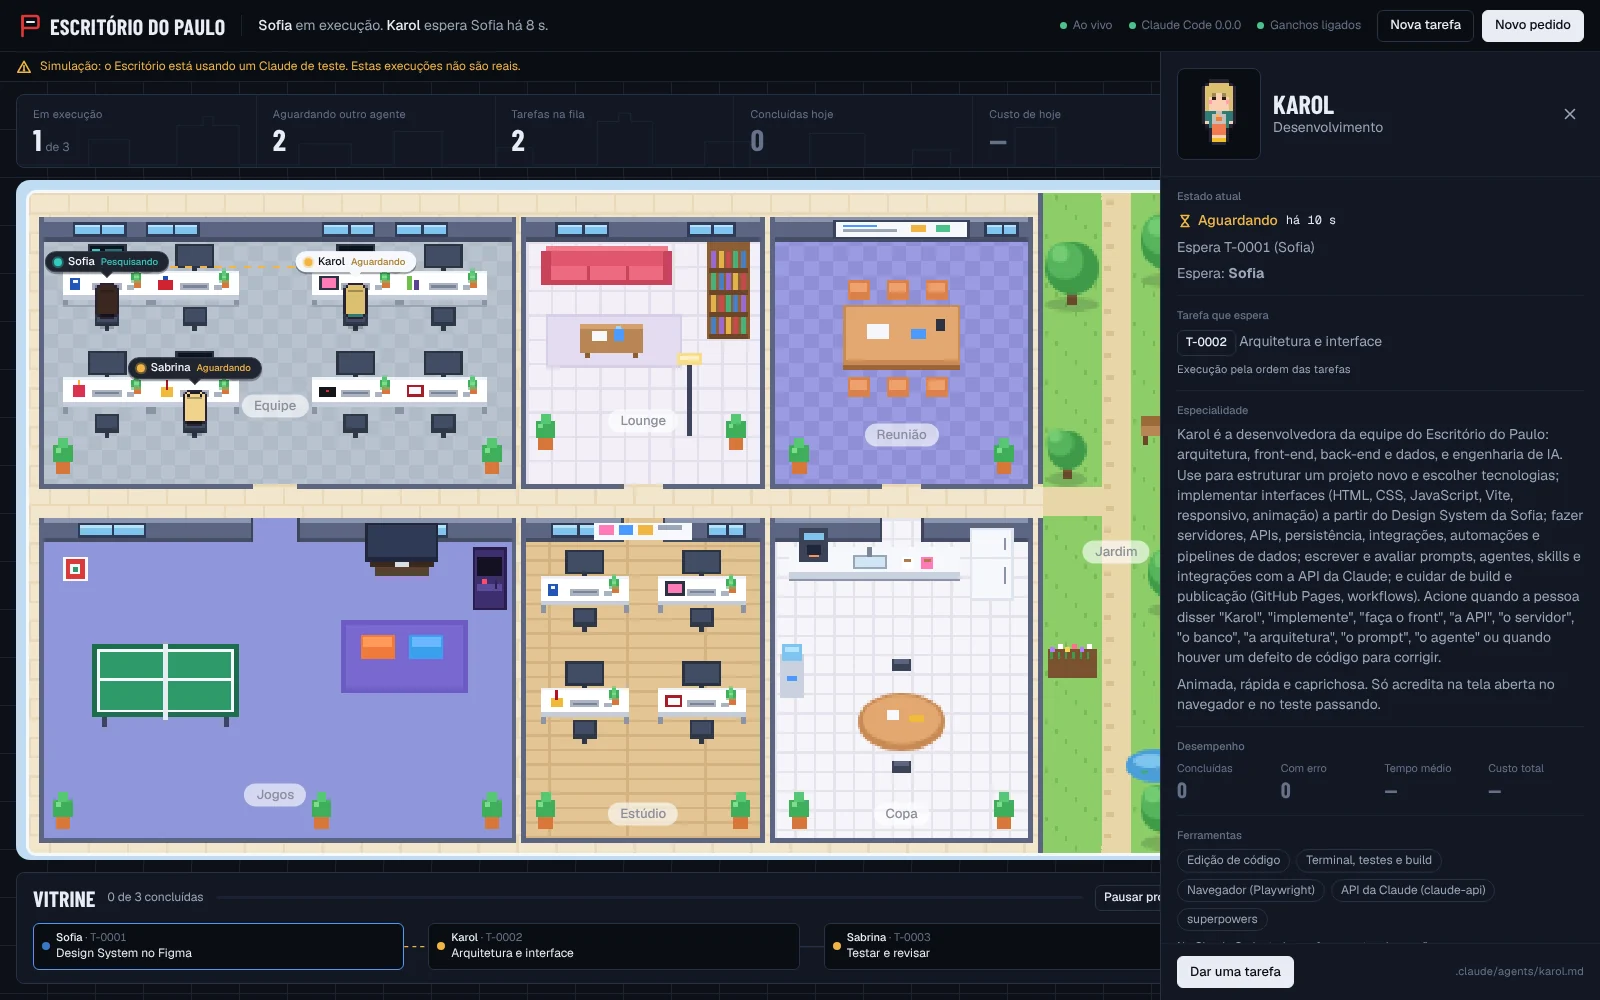 ESCRITÓRIO DO PAULO
Sofia em execução. Karol espera Sofia há 8 s.
Ao vivo
Claude Code 0.0.0
Ganchos ligados
Nova tarefa
Novo pedido
Simulação: o Escritório está usando um Claude de teste. Estas execuções não são reais.
Em execução
1 de 3
Aguardando outro agente
2
Tarefas na fila
2
Concluídas hoje
0
Custo de hoje
—
Sofia Pesquisando
Karol Aguardando
Sabrina Aguardando
Equipe
Lounge
Reunião
Jardim
Jogos
Estúdio
Copa
VITRINE
0 de 3 concluídas
Pausar pro
Sofia · T-0001
Design System no Figma
Karol · T-0002
Arquitetura e interface
Sabrina · T-0003
Testar e revisar
KAROL
Desenvolvimento
Estado atual
Aguardando há 10 s
Espera T-0001 (Sofia)
Espera: Sofia
Tarefa que espera
T-0002 Arquitetura e interface
Execução pela ordem das tarefas
Especialidade
Karol é a desenvolvedora da equipe do Escritório do Paulo:
arquitetura, front-end, back-end e dados, e engenharia de IA.
Use para estruturar um projeto novo e escolher tecnologias;
implementar interfaces (HTML, CSS, JavaScript, Vite,
responsivo, animação) a partir do Design System da Sofia; fazer
servidores, APIs, persistência, integrações, automações e
pipelines de dados; escrever e avaliar prompts, agentes, skills e
integrações com a API da Claude; e cuidar de build e
publicação (GitHub Pages, workflows). Acione quando a pessoa
disser "Karol", "implemente", "faça o front", "a API", "o servidor",
"o banco", "a arquitetura", "o prompt", "o agente" ou quando
houver um defeito de código para corrigir.
Animada, rápida e caprichosa. Só acredita na tela aberta no
navegador e no teste passando.
Desempenho
Concluídas
0
Com erro
0
Tempo médio
—
Custo total
—
Ferramentas
Edição de código
Terminal, testes e build
Navegador (Playwright)
API da Claude (claude-api)
superpowers
Dar uma tarefa
.claude/agents/karol.md